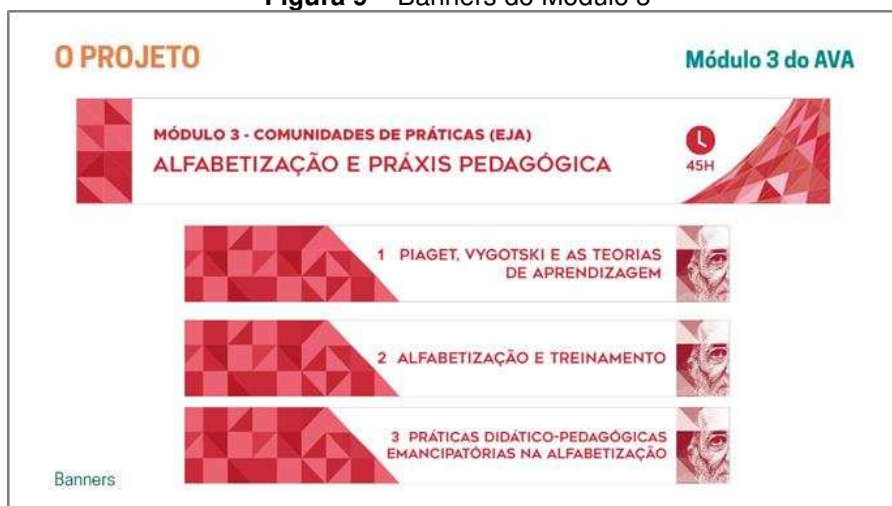 Figura 9 – Banners do Módulo 3
O PROJETO
Módulo 3 do AVA
MÓDULO 3 - COMUNIDADES DE PRÁTICAS (EJA)
ALFABETIZAÇÃO E PRÁXIS PEDAGÓGICA
45H
1 PIAGET, VYGOTSKI E AS TEORIAS
DE APRENDIZAGEM
2 ALFABETIZAÇÃO E TREINAMENTO
3 PRÁTICAS DIDÁTICO-PEDAGÓGICAS
EMANCIPATÓRIAS NA ALFABETIZAÇÃO
Banners